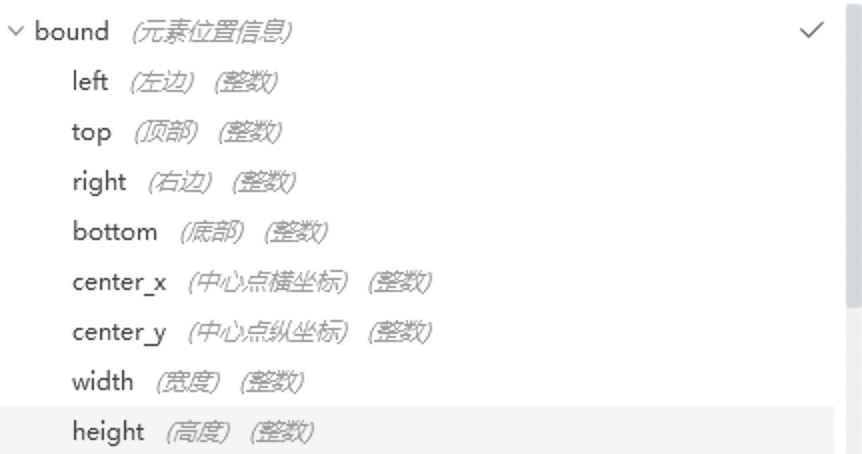 bound (元素位置信息)
left (左边) (整数)
top (顶部) (整数)
right (右边) (整数)
bottom (底部) (整数)
center_x (中心点横坐标) (整数)
center_y (中心点纵坐标) (整数)
width (宽度) (整数)
height (高度) (整数)